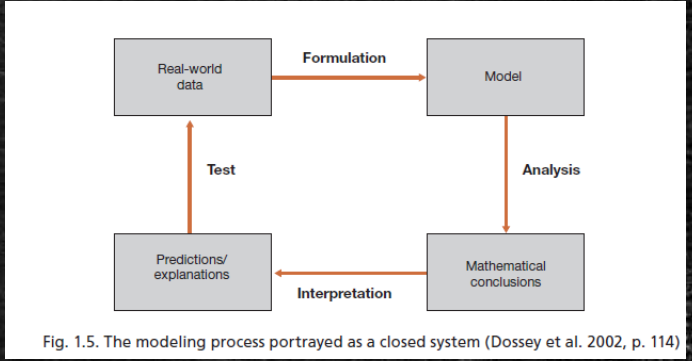 Formulation
Real-world
data
Model
Test
Analysis
Predictions/
explanations
Mathematical
conclusions
Interpretation
Fig. 1.5. The modeling process portrayed as a closed system (Dossey et al. 2002, p. 114)